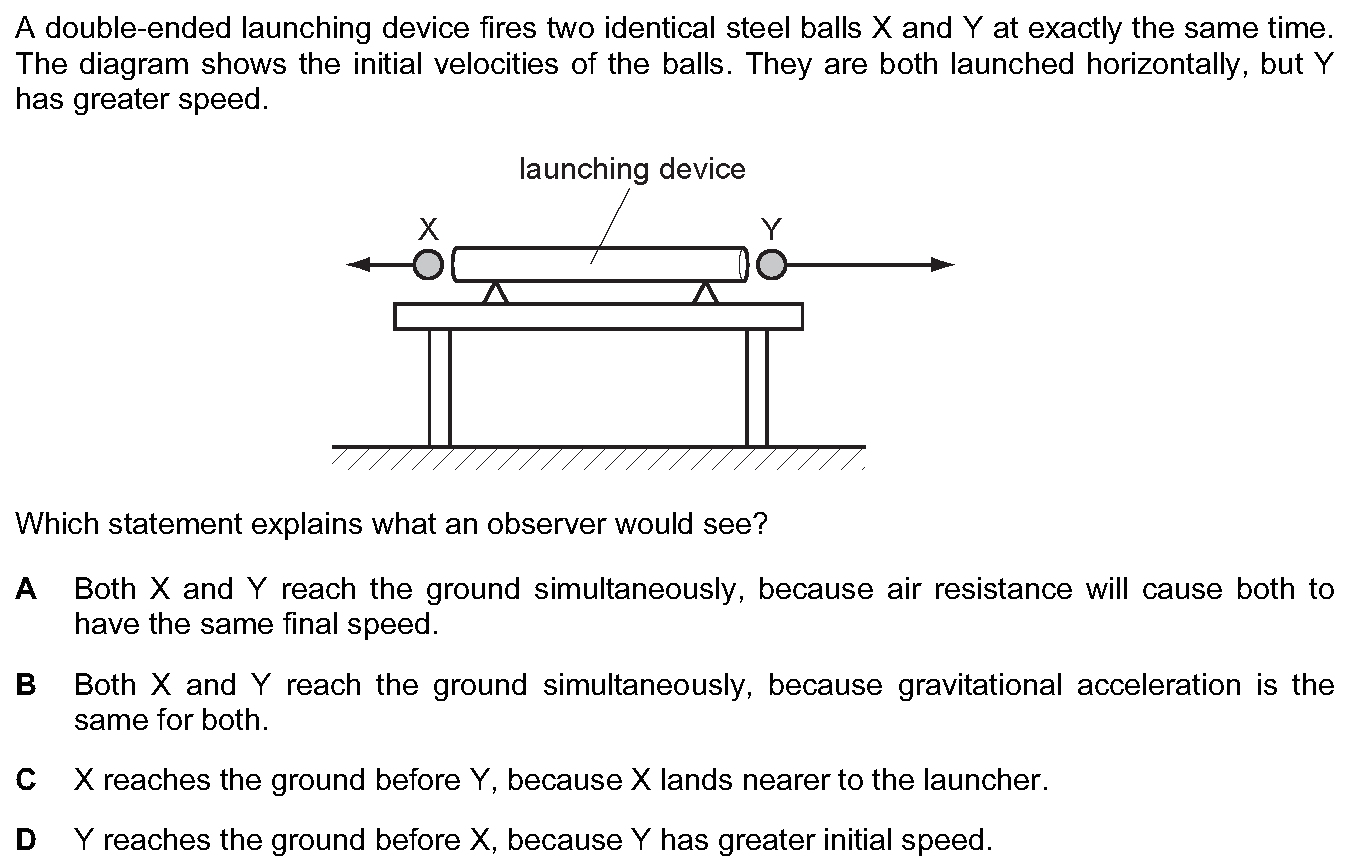 A double-ended launching device fires two identical steel balls X and Y at exactly the same time.
The diagram shows the initial velocities of the balls. They are both launched horizontally, but Y
has greater speed.
launching device
X
Y
Which statement explains what an observer would see?
A Both X and Y reach the ground simultaneously, because air resistance will cause both to
have the same final speed.
B Both X and Y reach the ground simultaneously, because gravitational acceleration is the
same for both.
C X reaches the ground before Y, because X lands nearer to the launcher.
D Y reaches the ground before X, because Y has greater initial speed.